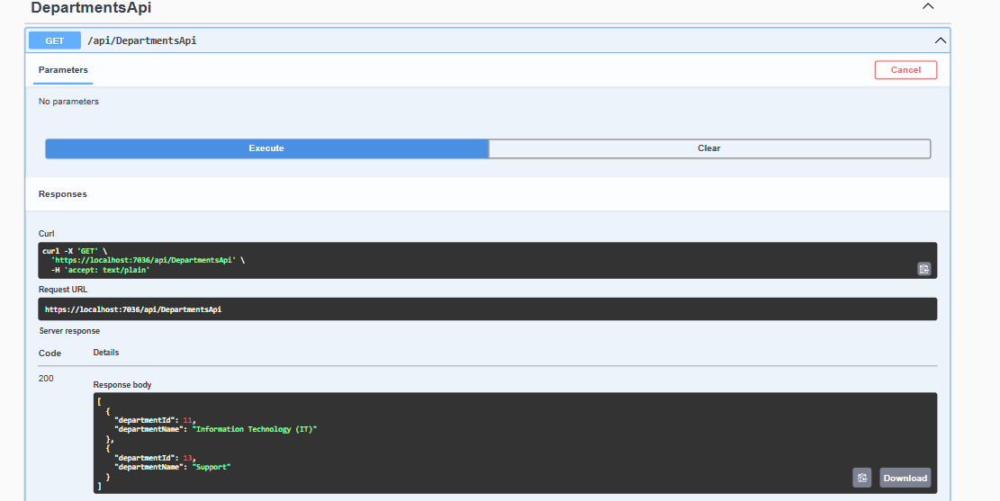 DepartmentsApi
GET /api/DepartmentsApi
Parameters Cancel
No parameters
Execute Clear
Responses
Curl
curl -X 'GET' \
'https://localhost:7036/api/DepartmentsApi' \
-H 'accept: text/plain'
Request URL
https://localhost:7036/api/DepartmentsApi
Server response
Code Details
200
Response body
[
{
"departmentId": 11,
"departmentName": "Information Technology (IT)"
},
{
"departmentId": 13,
"departmentName": "Support"
}
]
Download